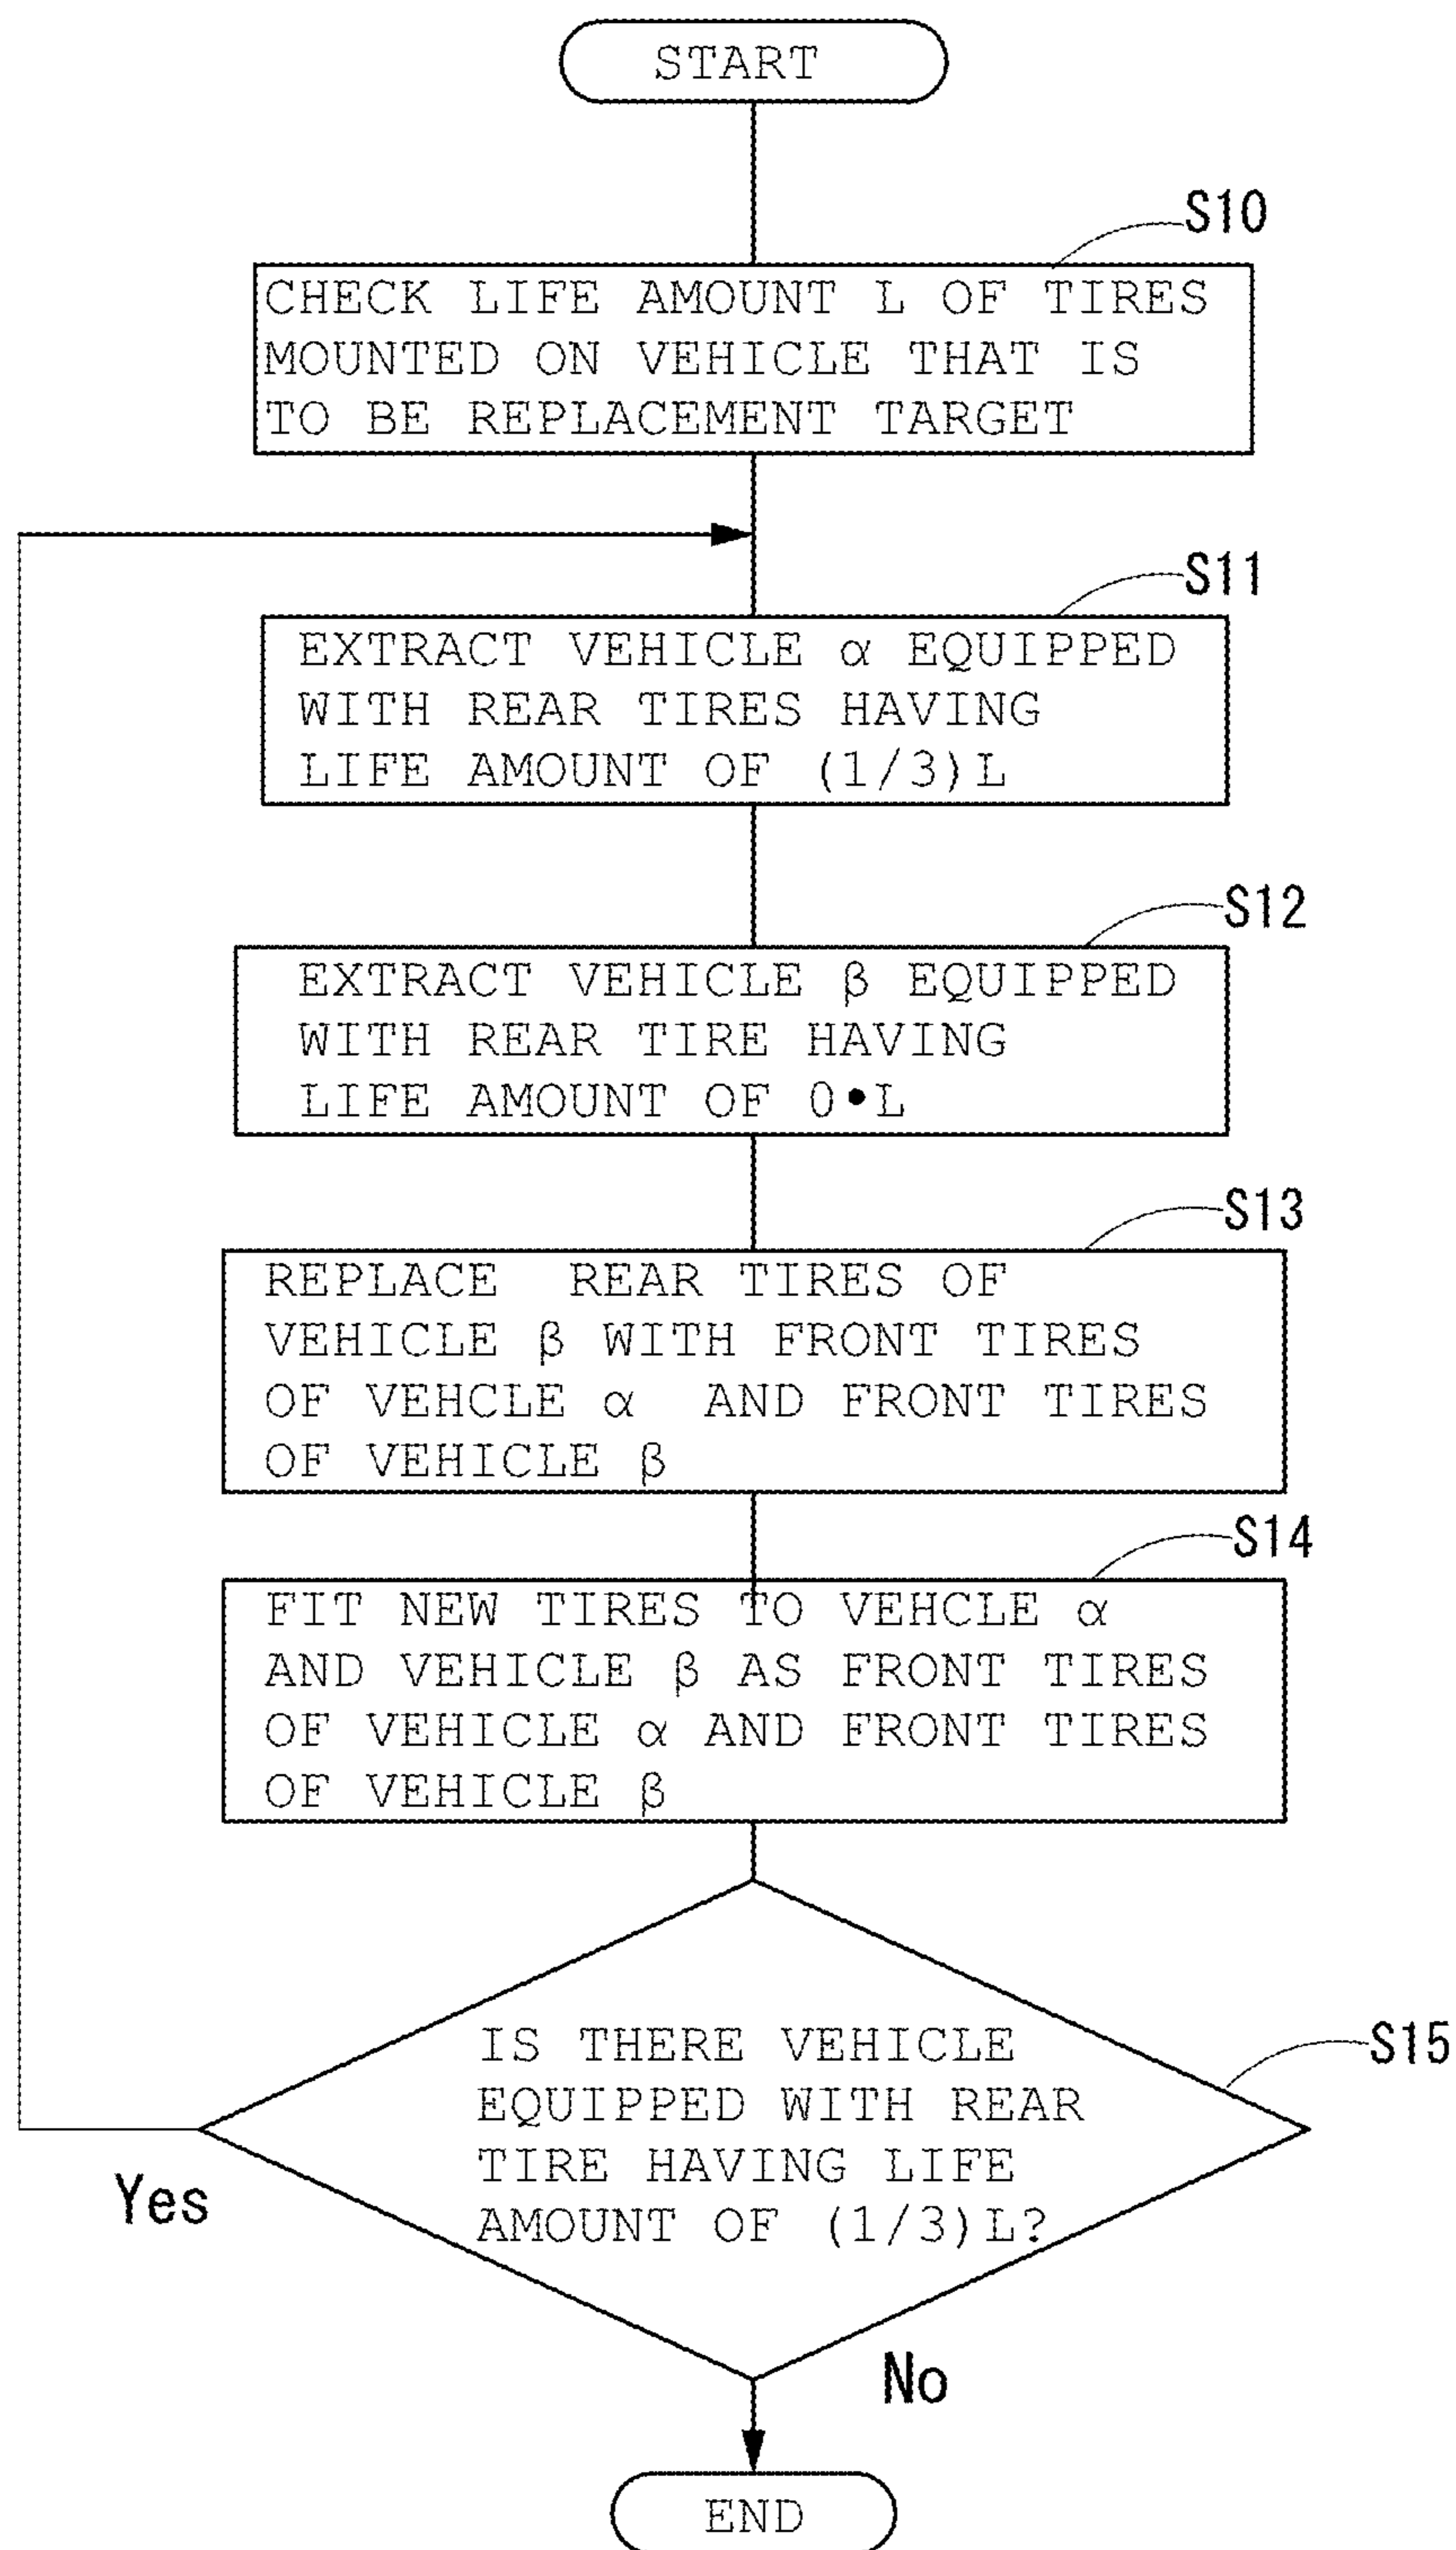 START
S10
CHECK LIFE AMOUNT L OF TIRES
MOUNTED ON VEHICLE THAT IS
TO BE REPLACEMENT TARGET
S11
EXTRACT VEHICLE α EQUIPPED
WITH REAR TIRES HAVING
LIFE AMOUNT OF (1/3)L
S12
EXTRACT VEHICLE β EQUIPPED
WITH REAR TIRE HAVING
LIFE AMOUNT OF 0•L
S13
REPLACE REAR TIRES OF
VEHICLE β WITH FRONT TIRES
OF VEHCLE α AND FRONT TIRES
OF VEHICLE β
S14
FIT NEW TIRES TO VEHCLE α
AND VEHICLE β AS FRONT TIRES
OF VEHICLE α AND FRONT TIRES
OF VEHICLE β
S15
IS THERE VEHICLE
EQUIPPED WITH REAR
TIRE HAVING LIFE
AMOUNT OF (1/3)L?
Yes
No
END